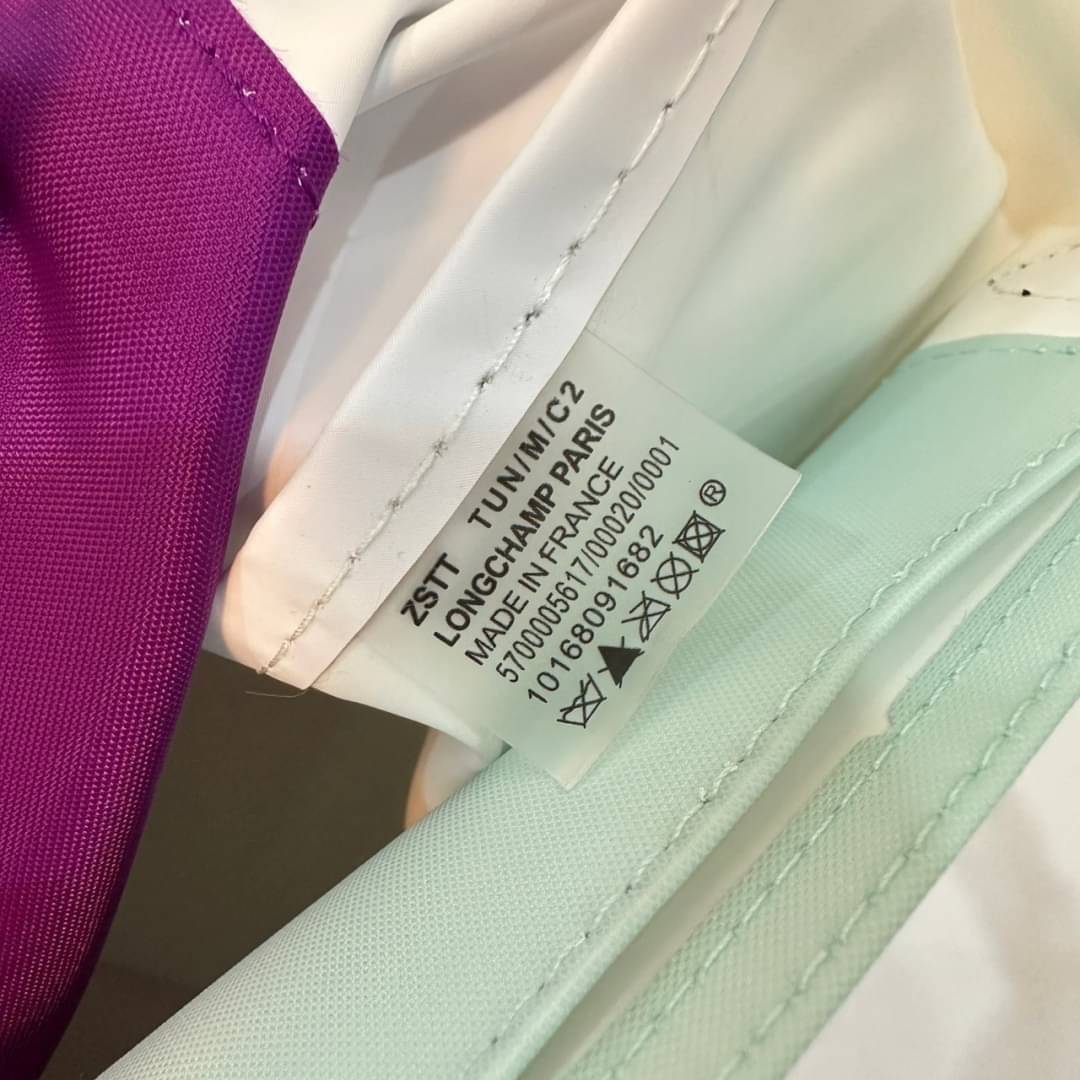 ZSTT TUN/M/C2
LONGCHAMP PARIS
MADE IN FRANCE
5700005617/00020/0001
10168091682
®